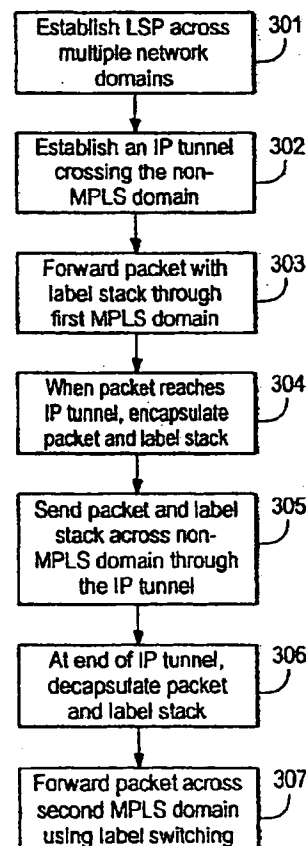 Establish LSP across 301
multiple network
domains
Establish an IP tunnel 302
crossing the non-
MPLS domain
Forward packet with 303
label stack through
first MPLS domain
When packet reaches 304
IP tunnel, encapsulate
packet and label stack
Send packet and label 305
stack across non-
MPLS domain through
the IP tunnel
At end of IP tunnel, 306
decapsulate packet
and label stack
Forward packet across 307
second MPLS domain
using label switching